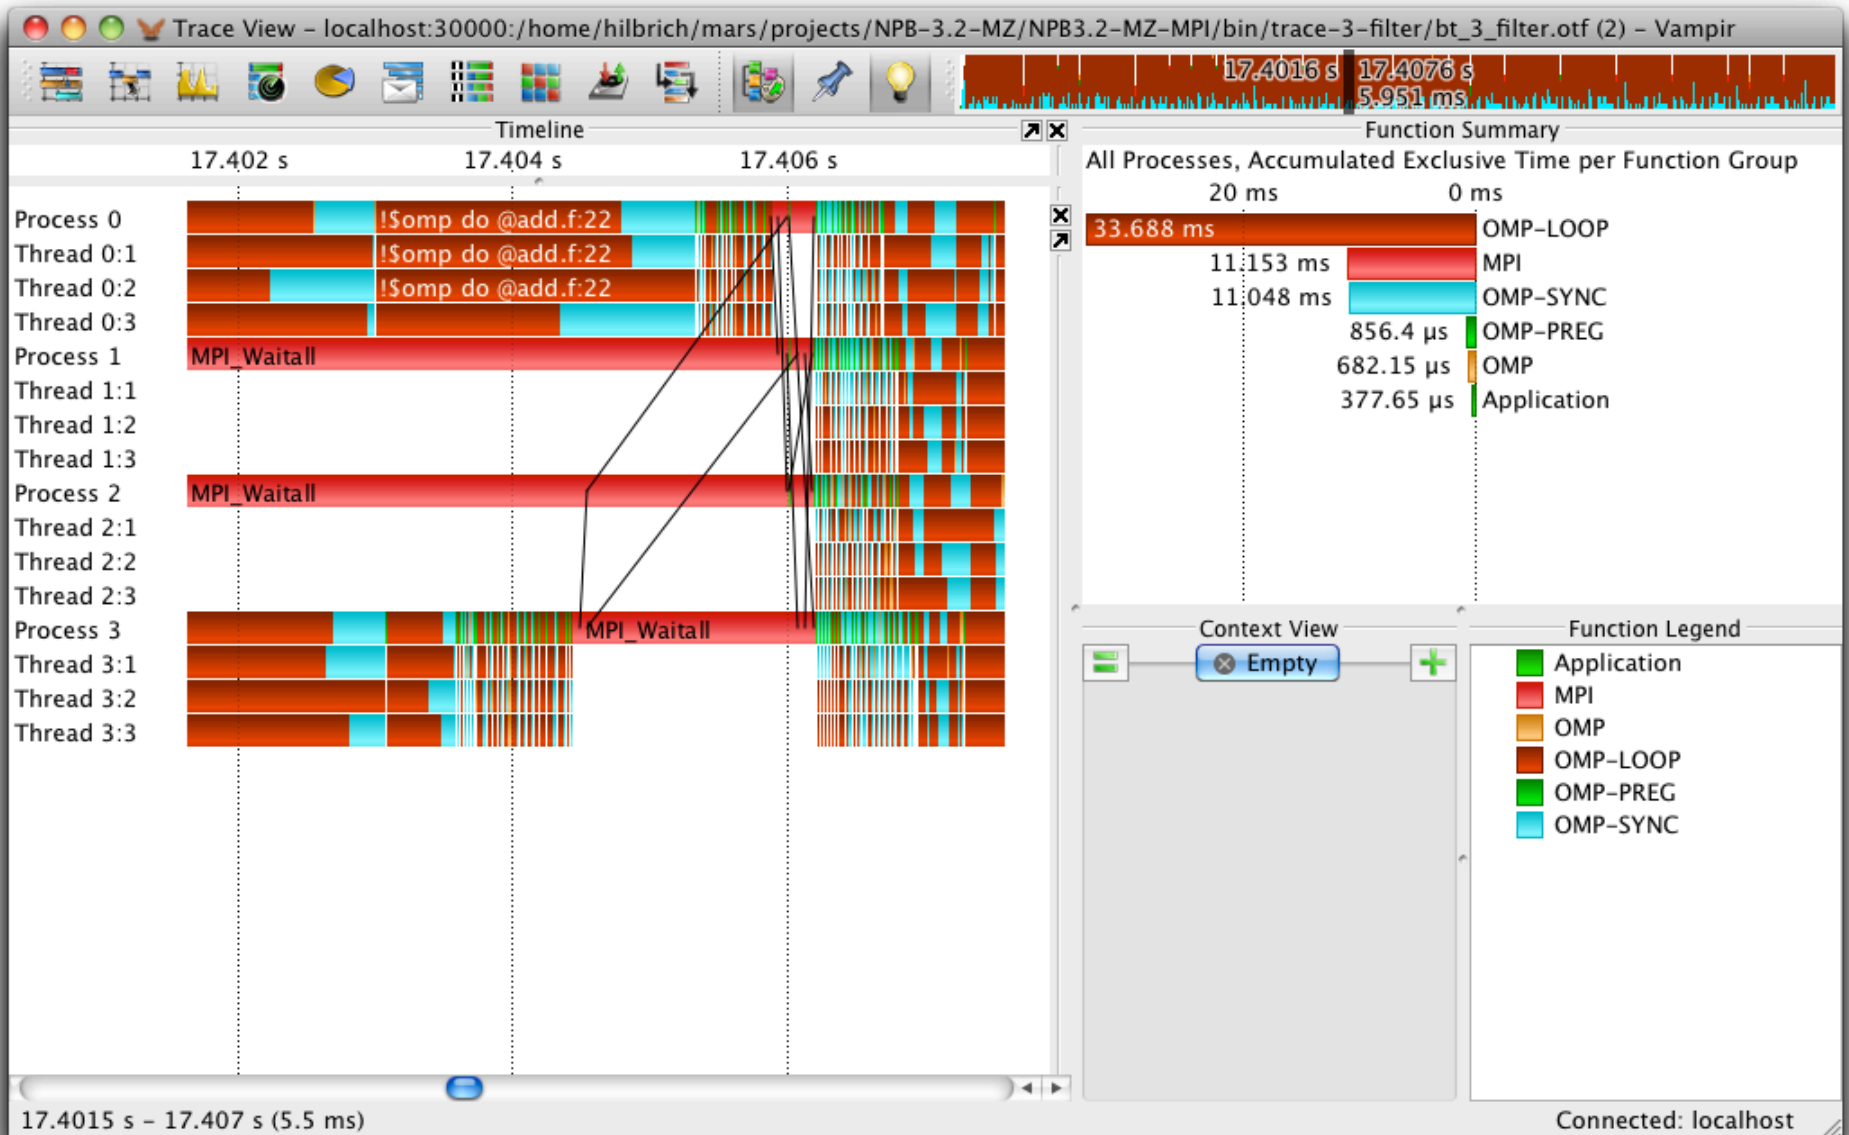 Trace View – localhost:30000:/home/hilbrich/mars/projects/NPB-3.2-MZ/NPB3.2-MZ-MPI/bin/trace-3-filter/bt_3_filter.otf (2) – Vampir
17.4016 s 17.4076 s
5.951 ms
Timeline
17.402 s 17.404 s 17.406 s
Process 0 !$omp do @add.f:22
Thread 0:1 !$omp do @add.f:22
Thread 0:2 !$omp do @add.f:22
Thread 0:3
Process 1 MPI_Waitall
Thread 1:1
Thread 1:2
Thread 1:3
Process 2 MPI_Waitall
Thread 2:1
Thread 2:2
Thread 2:3
Process 3 MPI_Waitall
Thread 3:1
Thread 3:2
Thread 3:3
Function Summary
All Processes, Accumulated Exclusive Time per Function Group
20 ms 0 ms
33.688 ms OMP-LOOP
11.153 ms MPI
11.048 ms OMP-SYNC
856.4 µs OMP-PREG
682.15 µs OMP
377.65 µs Application
Context View
Empty
Function Legend
Application
MPI
OMP
OMP-LOOP
OMP-PREG
OMP-SYNC
17.4015 s – 17.407 s (5.5 ms)
Connected: localhost